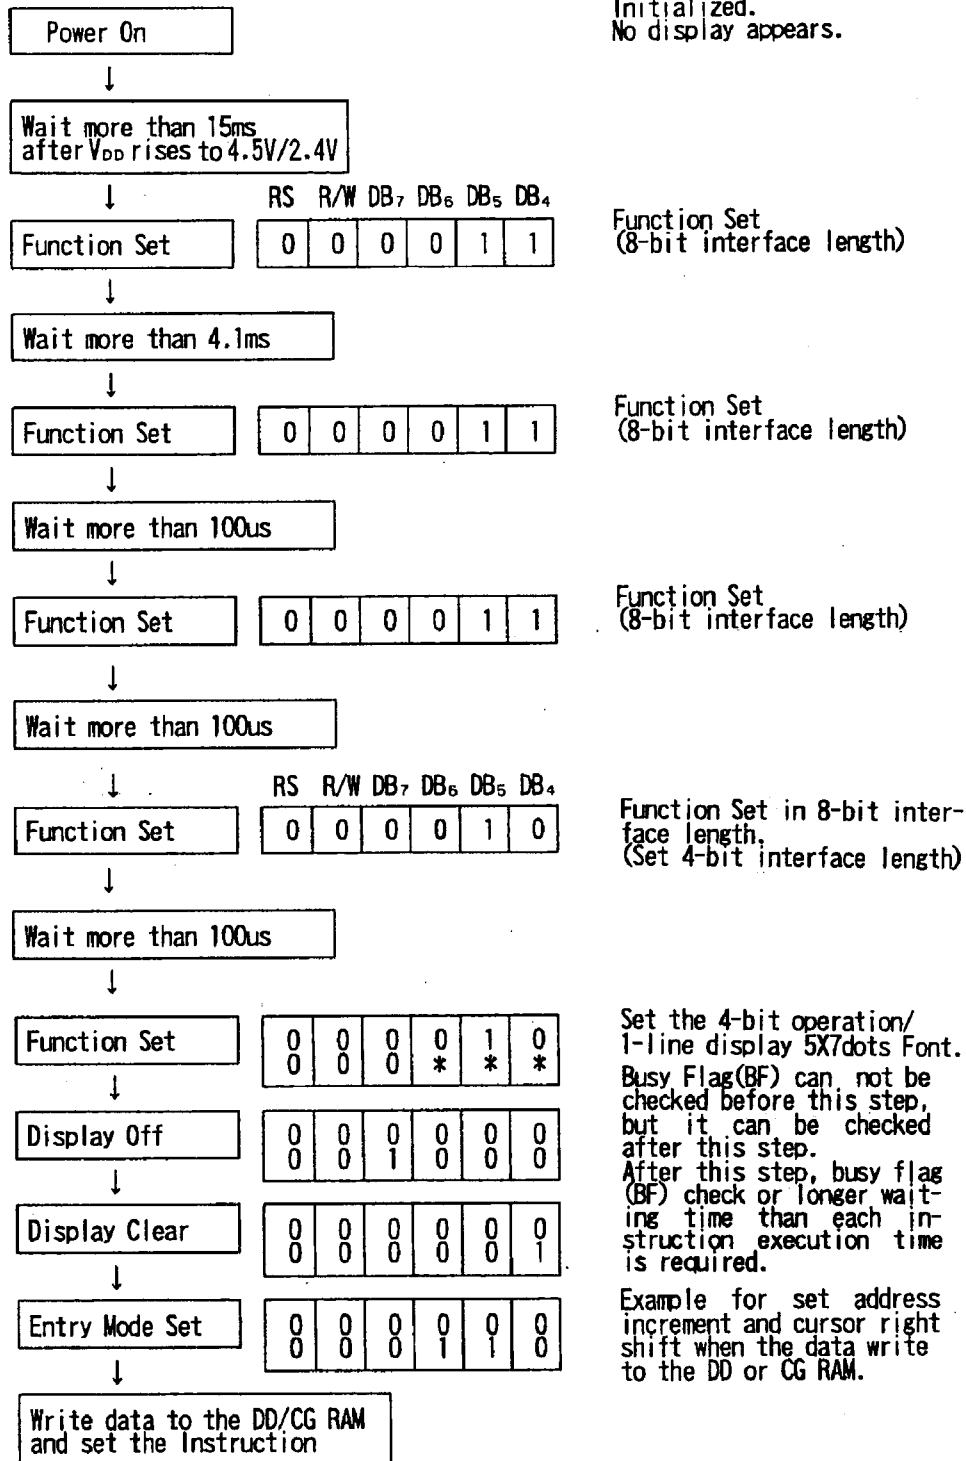 Initialized.
Power On
No display appears.
↓
Wait more than 15ms
after VDD rises to 4.5V/2.4V
↓
RS R/W DB7 DB6 DB5 DB4
Function Set 0 0 0 0 1 1 Function Set
(8-bit interface length)
↓
Wait more than 4.1ms
↓
Function Set 0 0 0 0 1 1 Function Set
(8-bit interface length)
↓
Wait more than 100us
↓
Function Set 0 0 0 0 1 1 Function Set
(8-bit interface length)
↓
Wait more than 100us
↓
RS R/W DB7 DB6 DB5 DB4
Function Set 0 0 0 0 1 0 Function Set in 8-bit inter-
face length.
(Set 4-bit interface length)
↓
Wait more than 100us
↓
Function Set 0 0 0 0 1 0
0 0 0 * * *
Set the 4-bit operation/
1-line display 5X7dots Font.
Busy Flag(BF) can not be
checked before this step,
but it can be checked
after this step.
After this step, busy flag
(BF) check or longer wait-
ing time than each in-
struction execution time
is required.
↓
Display Off 0 0 0 0 0 0
0 0 1 0 0 0
↓
Display Clear 0 0 0 0 0 0
0 0 0 0 0 1
↓
Entry Mode Set 0 0 0 0 0 0
0 0 0 1 1 0
Example for set address
increment and cursor right
shift when the data write
to the DD or CG RAM.
↓
Write data to the DD/CG RAM
and set the Instruction